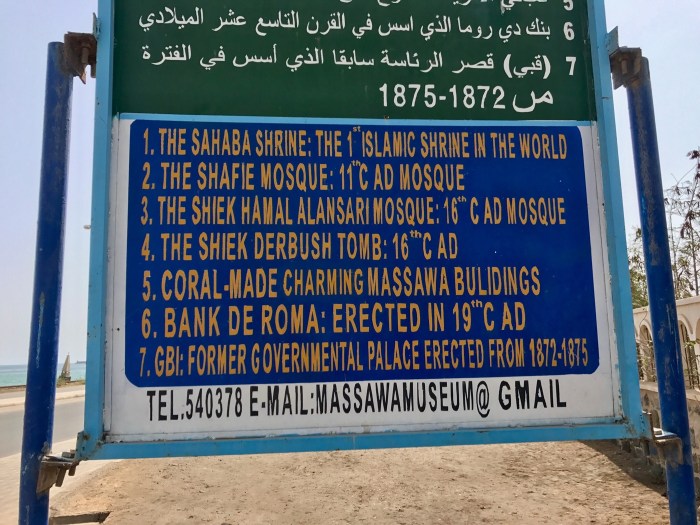 5
6 بنك دي روما الذي اسس في القرن التاسع عشر الميلادي
7 (قبي) قصر الرئاسة سابقا الذي أسس في الفترة
من 1872-1875
1. THE SAHABA SHRINE: THE 1st ISLAMIC SHRINE IN THE WORLD
2. THE SHAFIE MOSQUE: 11thC AD MOSQUE
3. THE SHIEK HAMAL ALANSARI MOSQUE: 16th C AD MOSQUE
4. THE SHIEK DERBUSH TOMB: 16thC AD
5. CORAL-MADE CHARMING MASSAWA BULIDINGS
6. BANK DE ROMA: ERECTED IN 19thC AD
7. GBI: FORMER GOVERNMENTAL PALACE ERECTED FROM 1872-1875
TEL.540378 E-MAIL:MASSAWAMUSEUM@ GMAIL